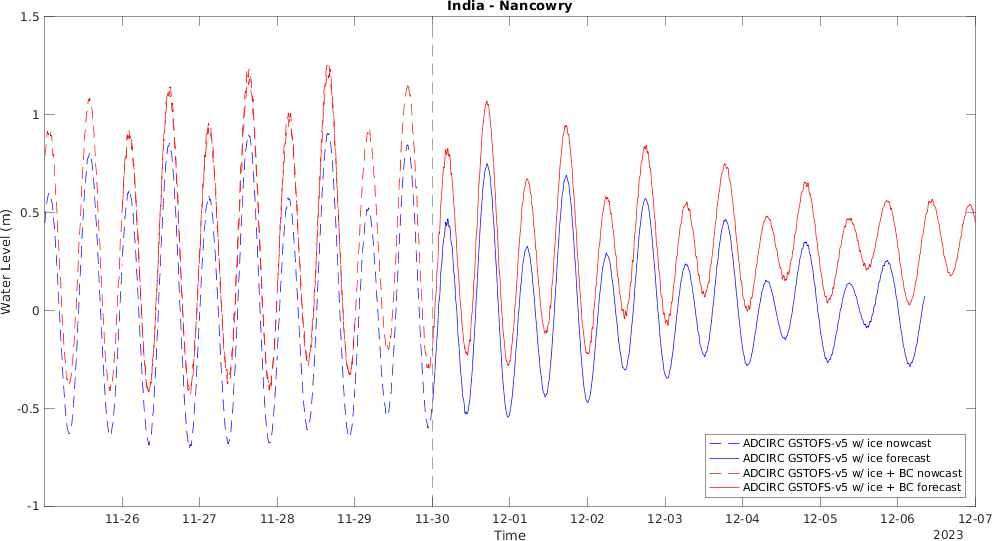 India - Nancowry
1.5
1
0.5
0
-0.5
-1
Water Level (m)
11-26
11-27
11-28
11-29
11-30
12-01
12-02
12-03
12-04
12-05
12-06
12-07
Time
2023
ADCIRC GSTOFS-v5 w/ ice nowcast
ADCIRC GSTOFS-v5 w/ ice forecast
ADCIRC GSTOFS-v5 w/ ice + BC nowcast
ADCIRC GSTOFS-v5 w/ ice + BC forecast